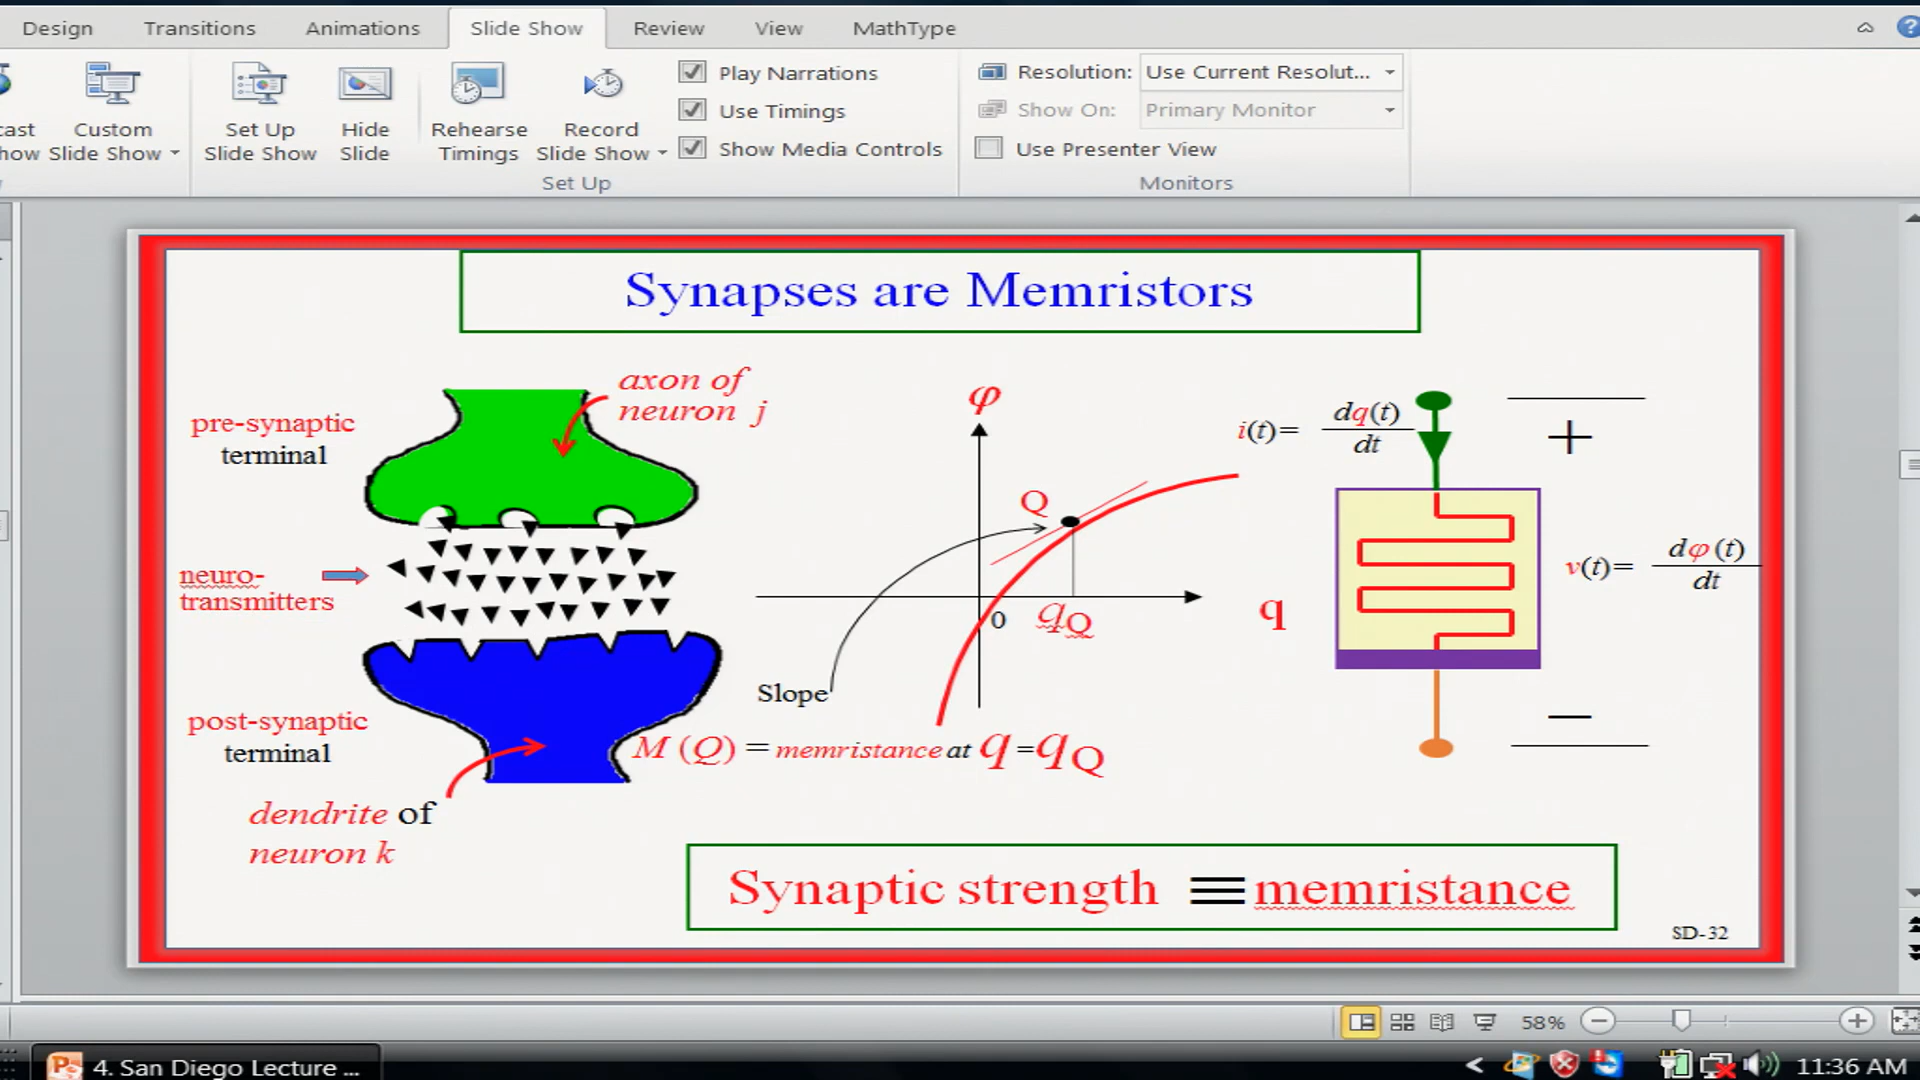 Design Transitions Animations Slide Show Review View MathType
Custom
Slide Show
Set Up
Slide Show
Hide
Slide
Rehearse
Timings
Record
Slide Show
Play Narrations
Use Timings
Show Media Controls
Set Up
Resolution: Use Current Resolut...
Show On: Primary Monitor
Use Presenter View
Monitors
Synapses are Memristors
pre-synaptic
terminal
axon of
neuron j
neuro-
transmitters
post-synaptic
terminal
dendrite of
neuron k
φ
Q
0
q_Q
q
Slope
M (Q) = memristance at q = q_Q
i(t)= dq(t)/dt
+
v(t)= dφ(t)/dt
−
Synaptic strength ≡ memristance
SD-32
58%
4. San Diego Lecture ...
11:36 AM